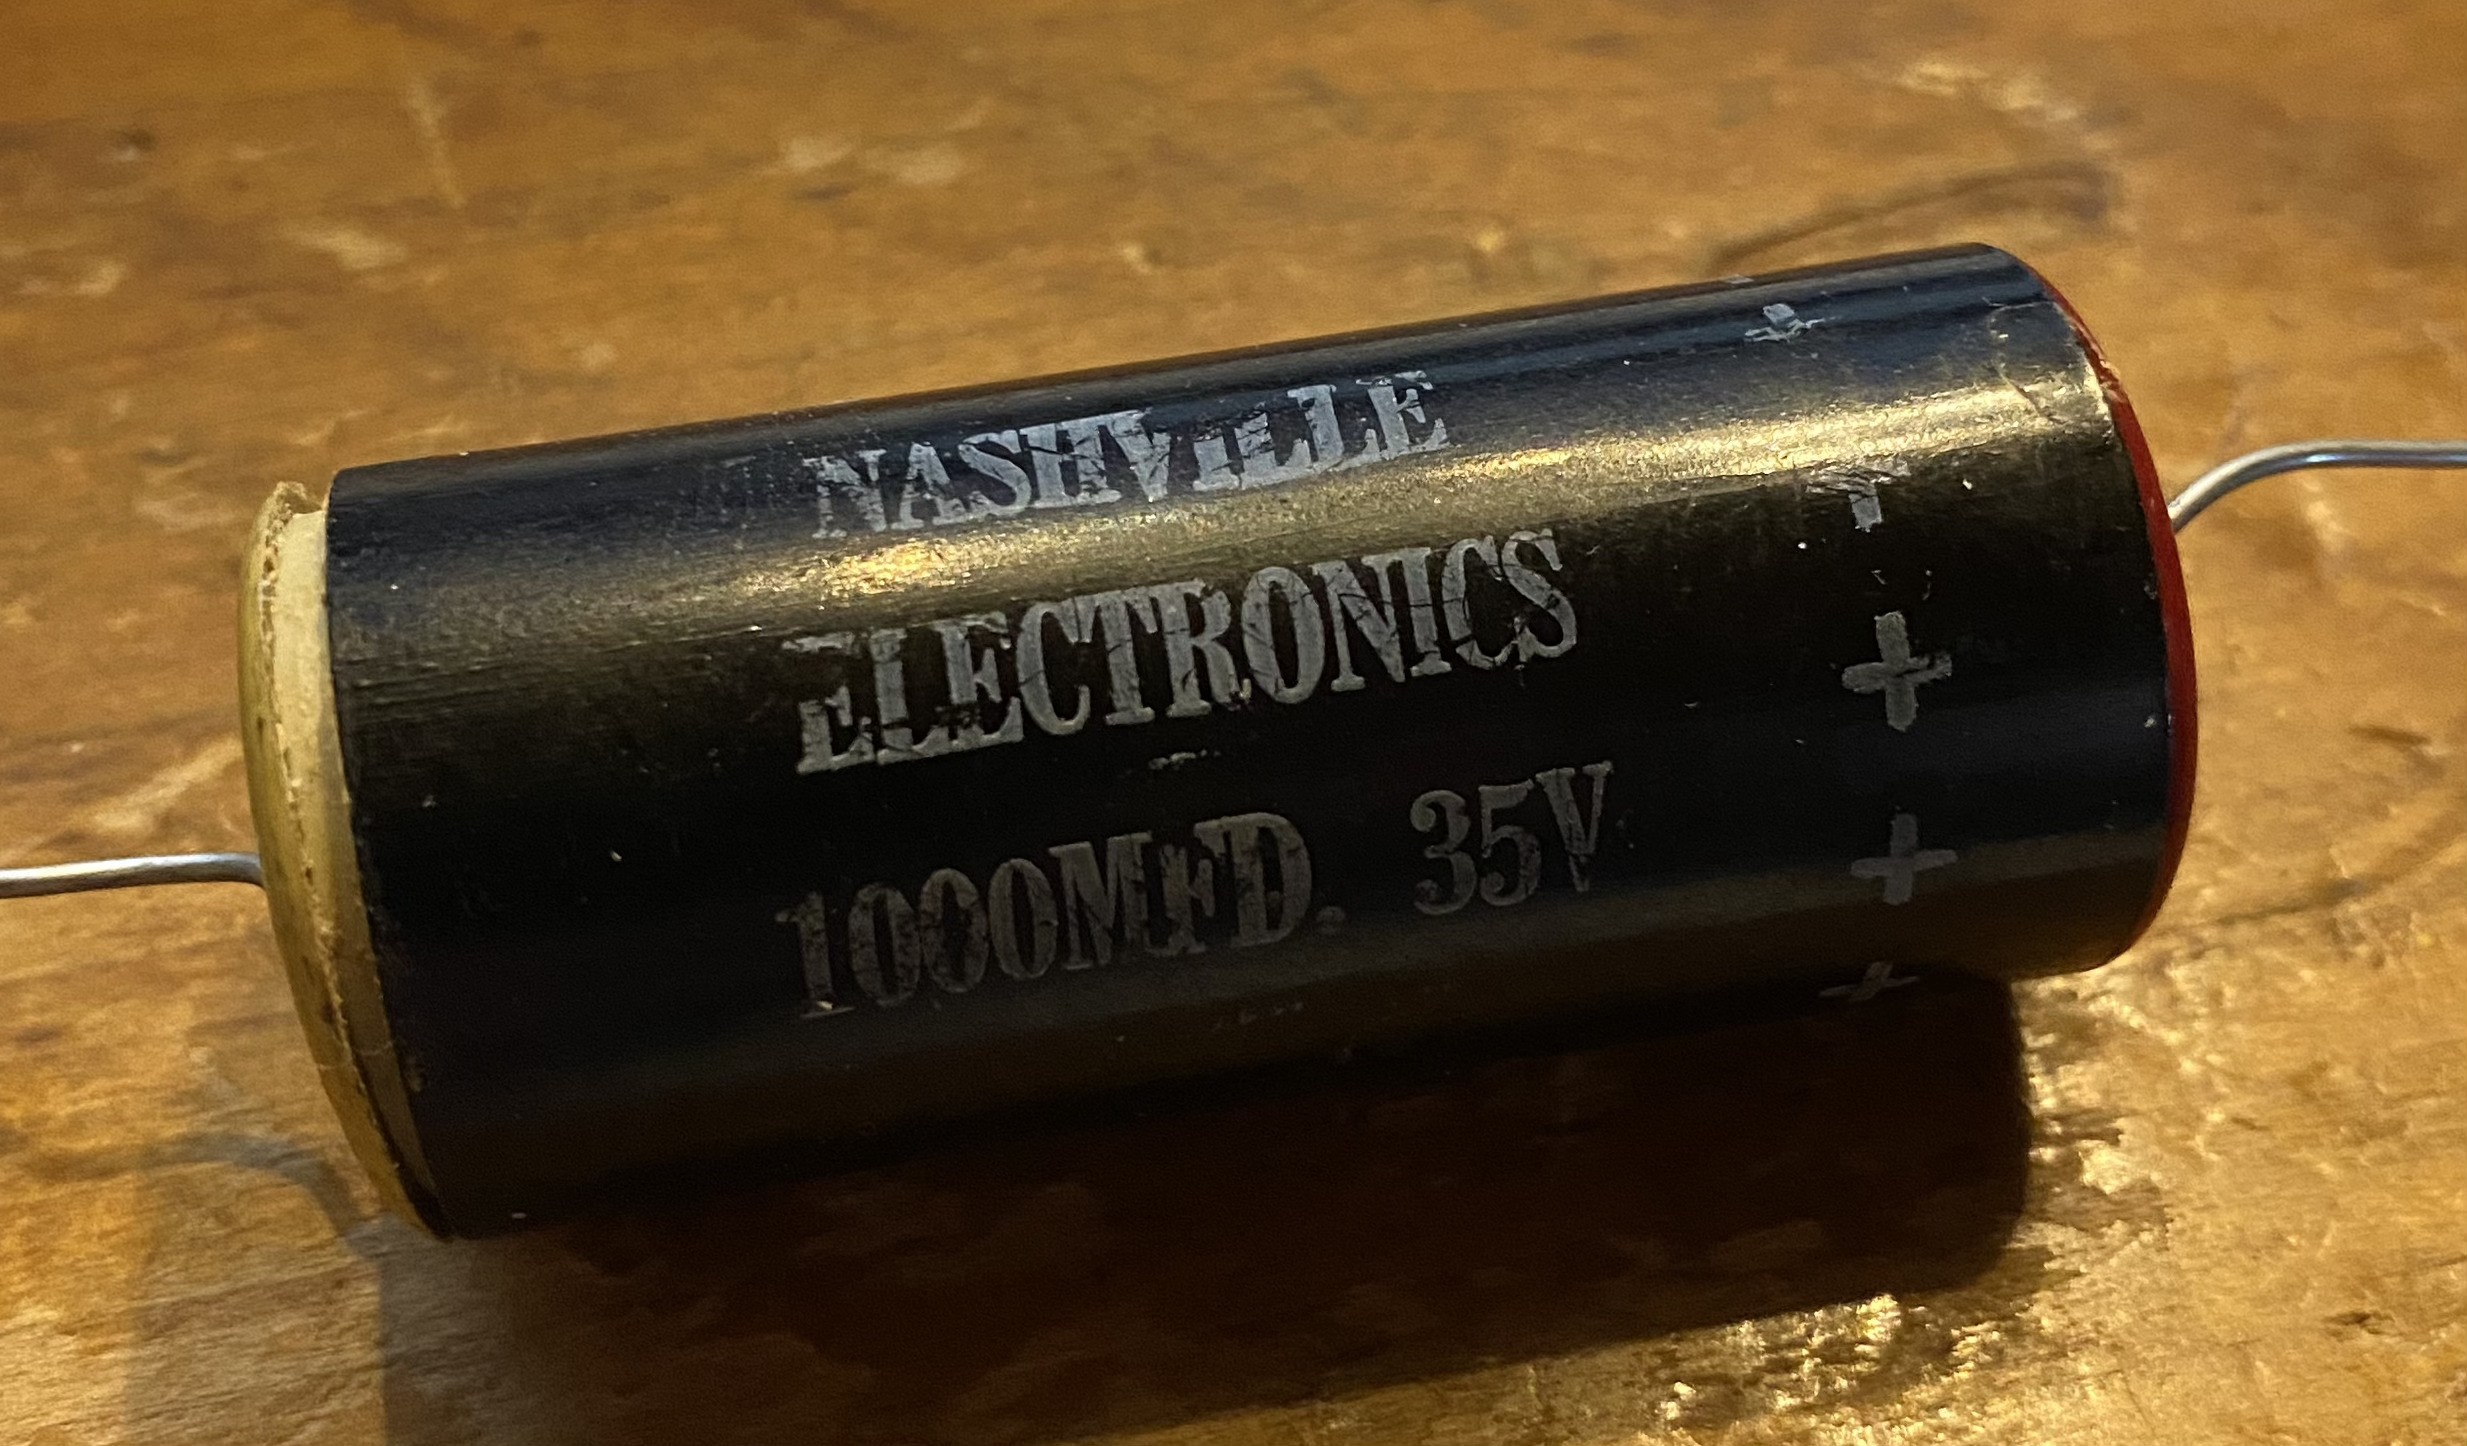 NASHVILLE
ELECTRONICS
1000MFD. 35V
+
+
+
+
+